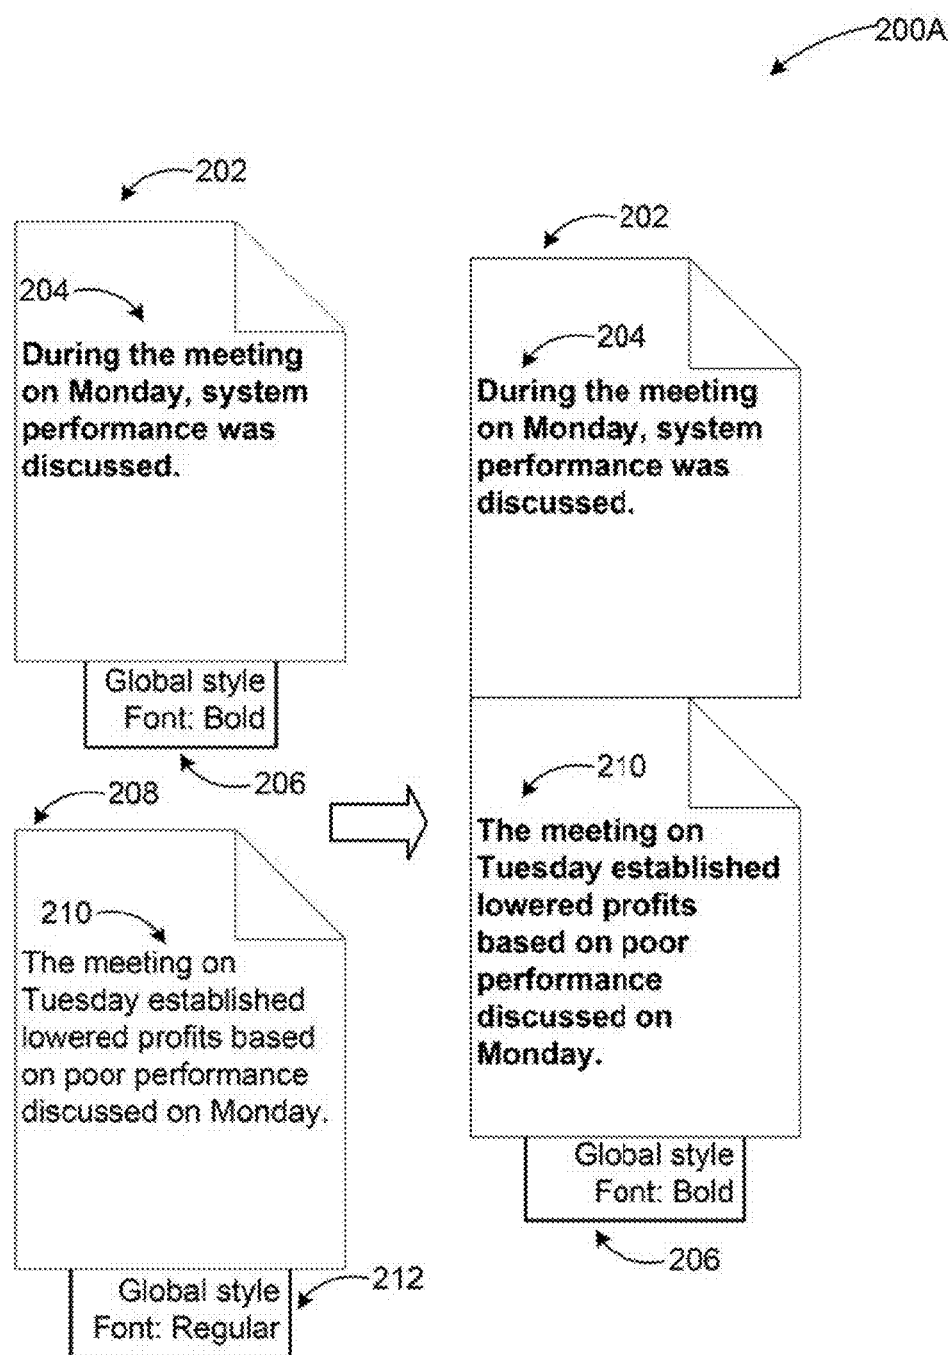 200A
202
204
During the meeting
on Monday, system
performance was
discussed.
Global style
Font: Bold
206
208
210
The meeting on
Tuesday established
lowered profits based
on poor performance
discussed on Monday.
Global style
Font: Regular
212
202
204
During the meeting
on Monday, system
performance was
discussed.
210
The meeting on
Tuesday established
lowered profits
based on poor
performance
discussed on
Monday.
Global style
Font: Bold
206